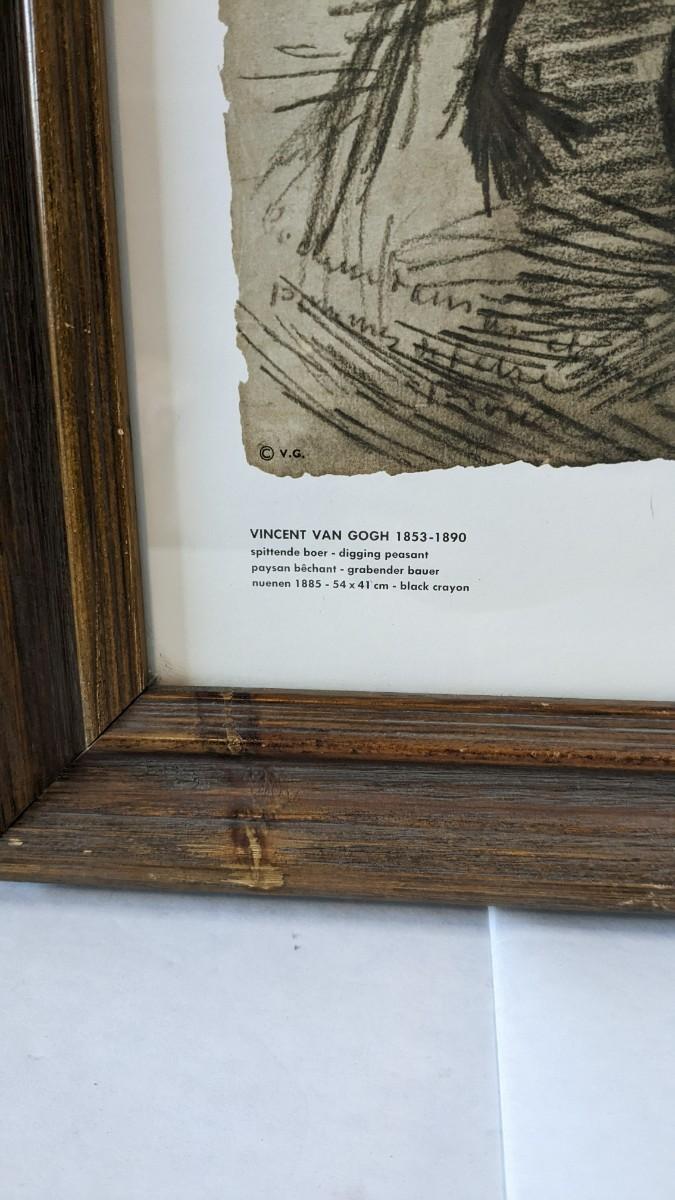 © V.G.
VINCENT VAN GOGH 1853-1890
spittende boer - digging peasant
paysan bêchant - grabender bauer
nuenen 1885 - 54 x 41 cm - black crayon